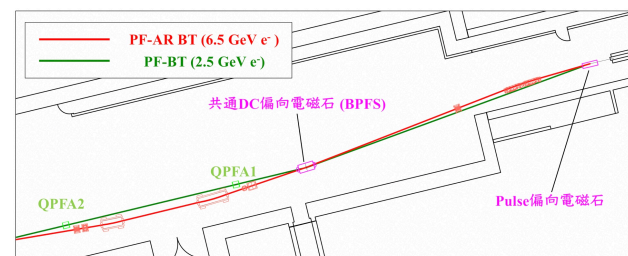 PF-AR BT (6.5 GeV e⁻ )
PF-BT (2.5 GeV e⁻)
共通DC偏向電磁石 (BPFS)
QPFA1
QPFA2
Pulse偏向電磁石